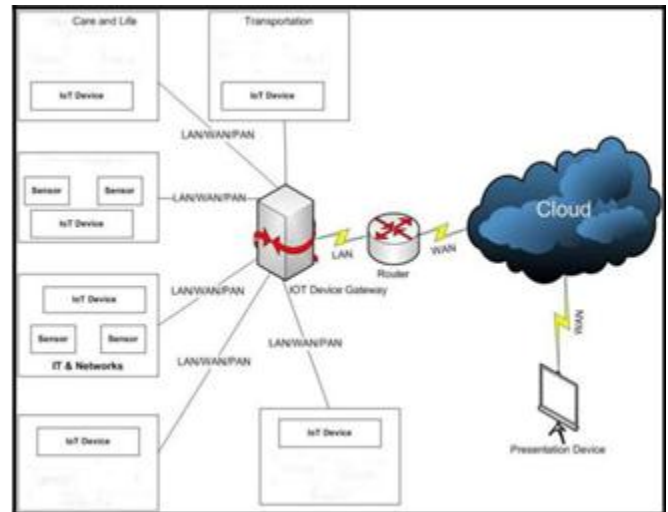 Care and Life
IoT Device
Transportation
IoT Device
LAN/WAN/PAN
Sensor
Sensor
IoT Device
LAN/WAN/PAN
Cloud
LAN
Router
WAN
IOT Device Gateway
LAN/WAN/PAN
IoT Device
Sensor
Sensor
IT & Networks
LAN/WAN/PAN
LAN/WAN/PAN
WAN
IoT Device
IoT Device
Presentation Device